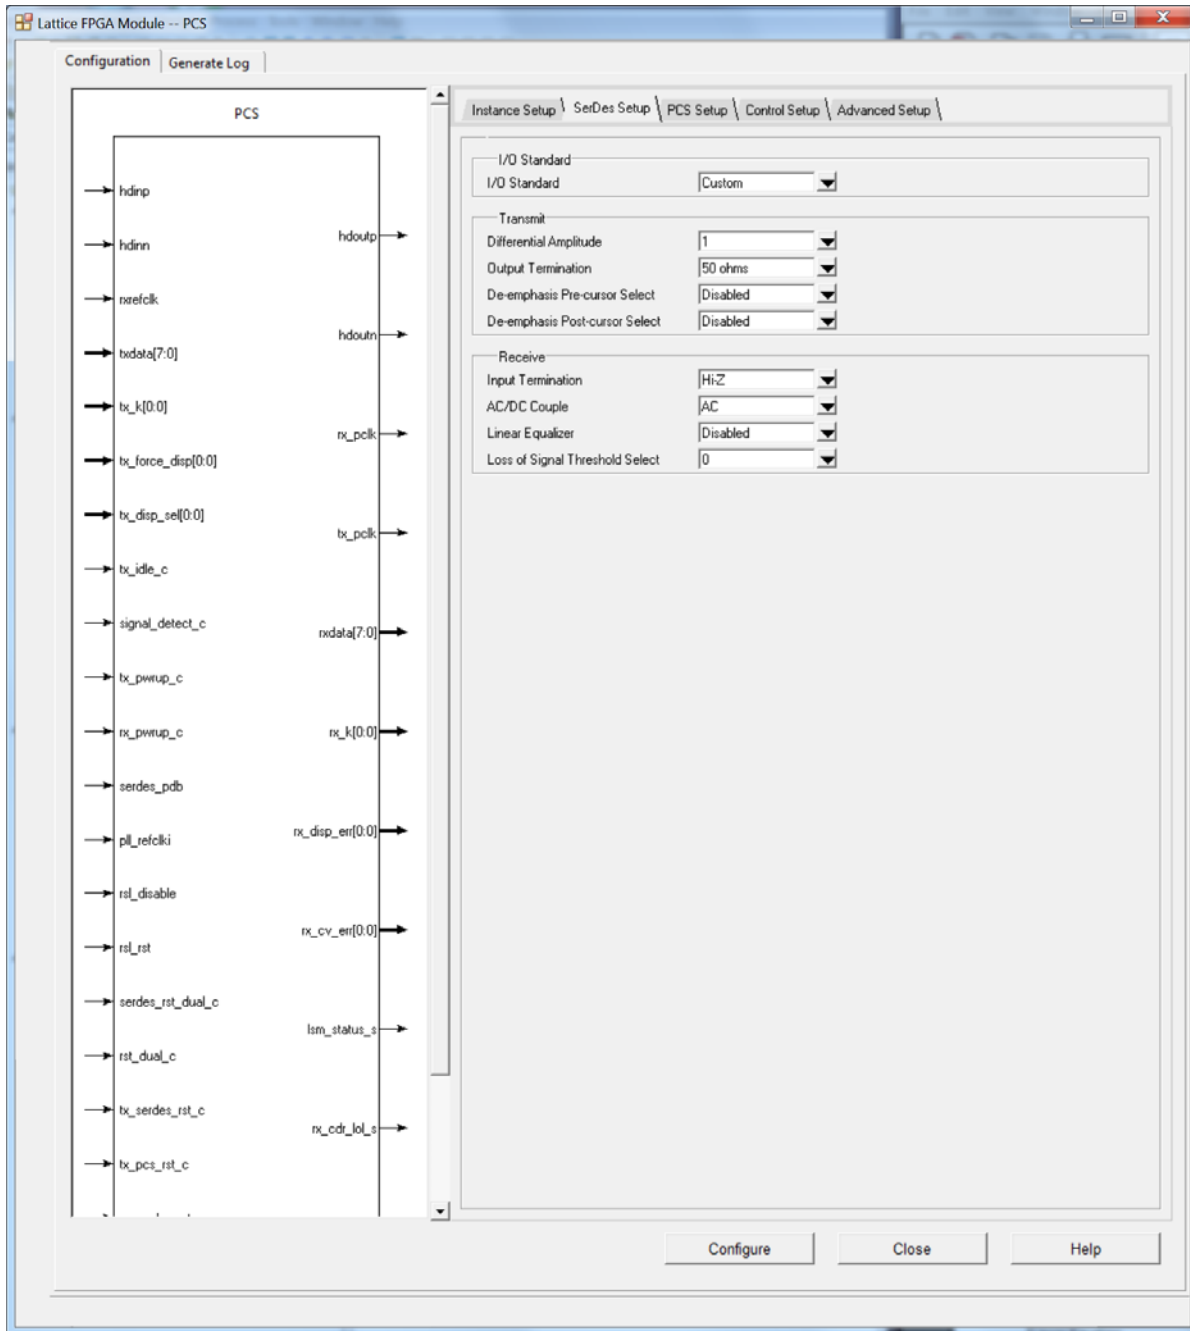 Lattice FPGA Module -- PCS
Configuration
Generate Log
PCS
hdinp
hdoutp
hdinn
rxrefclk
hdoutn
txdata[7:0]
tx_k[0:0]
rx_pclk
tx_force_disp[0:0]
tx_disp_sel[0:0]
tx_pclk
tx_idle_c
signal_detect_c
rxdata[7:0]
tx_pwrup_c
rx_pwrup_c
rx_k[0:0]
serdes_pdb
rx_disp_err[0:0]
pll_refclki
rsl_disable
rx_cv_err[0:0]
rsl_rst
serdes_rst_dual_c
lsm_status_s
rst_dual_c
tx_serdes_rst_c
rx_cdr_lol_s
tx_pcs_rst_c
Instance Setup
SerDes Setup
PCS Setup
Control Setup
Advanced Setup
I/O Standard
I/O Standard Custom
Transmit
Differential Amplitude 1
Output Termination 50 ohms
De-emphasis Pre-cursor Select Disabled
De-emphasis Post-cursor Select Disabled
Receive
Input Termination Hi-Z
AC/DC Couple AC
Linear Equalizer Disabled
Loss of Signal Threshold Select 0
Configure
Close
Help